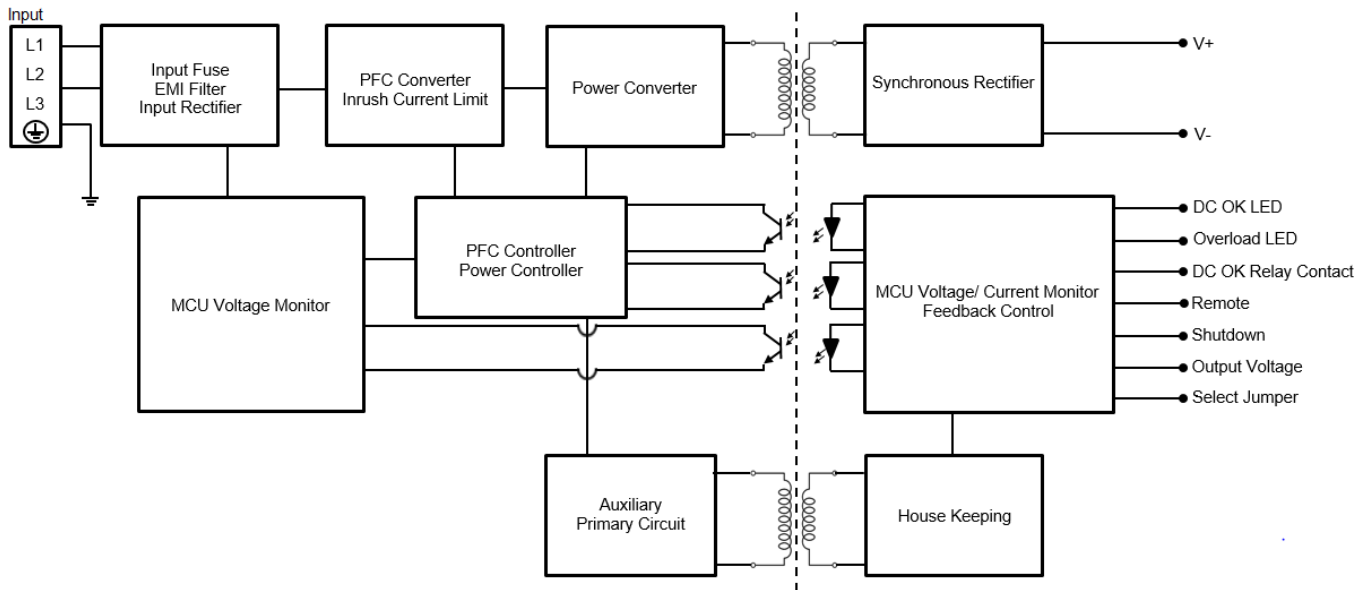 Input
L1
L2
L3
Input Fuse
EMI Filter
Input Rectifier
PFC Converter
Inrush Current Limit
Power Converter
Synchronous Rectifier
V+
V-
MCU Voltage Monitor
PFC Controller
Power Controller
MCU Voltage/ Current Monitor
Feedback Control
DC OK LED
Overload LED
DC OK Relay Contact
Remote
Shutdown
Output Voltage
Select Jumper
Auxiliary
Primary Circuit
House Keeping